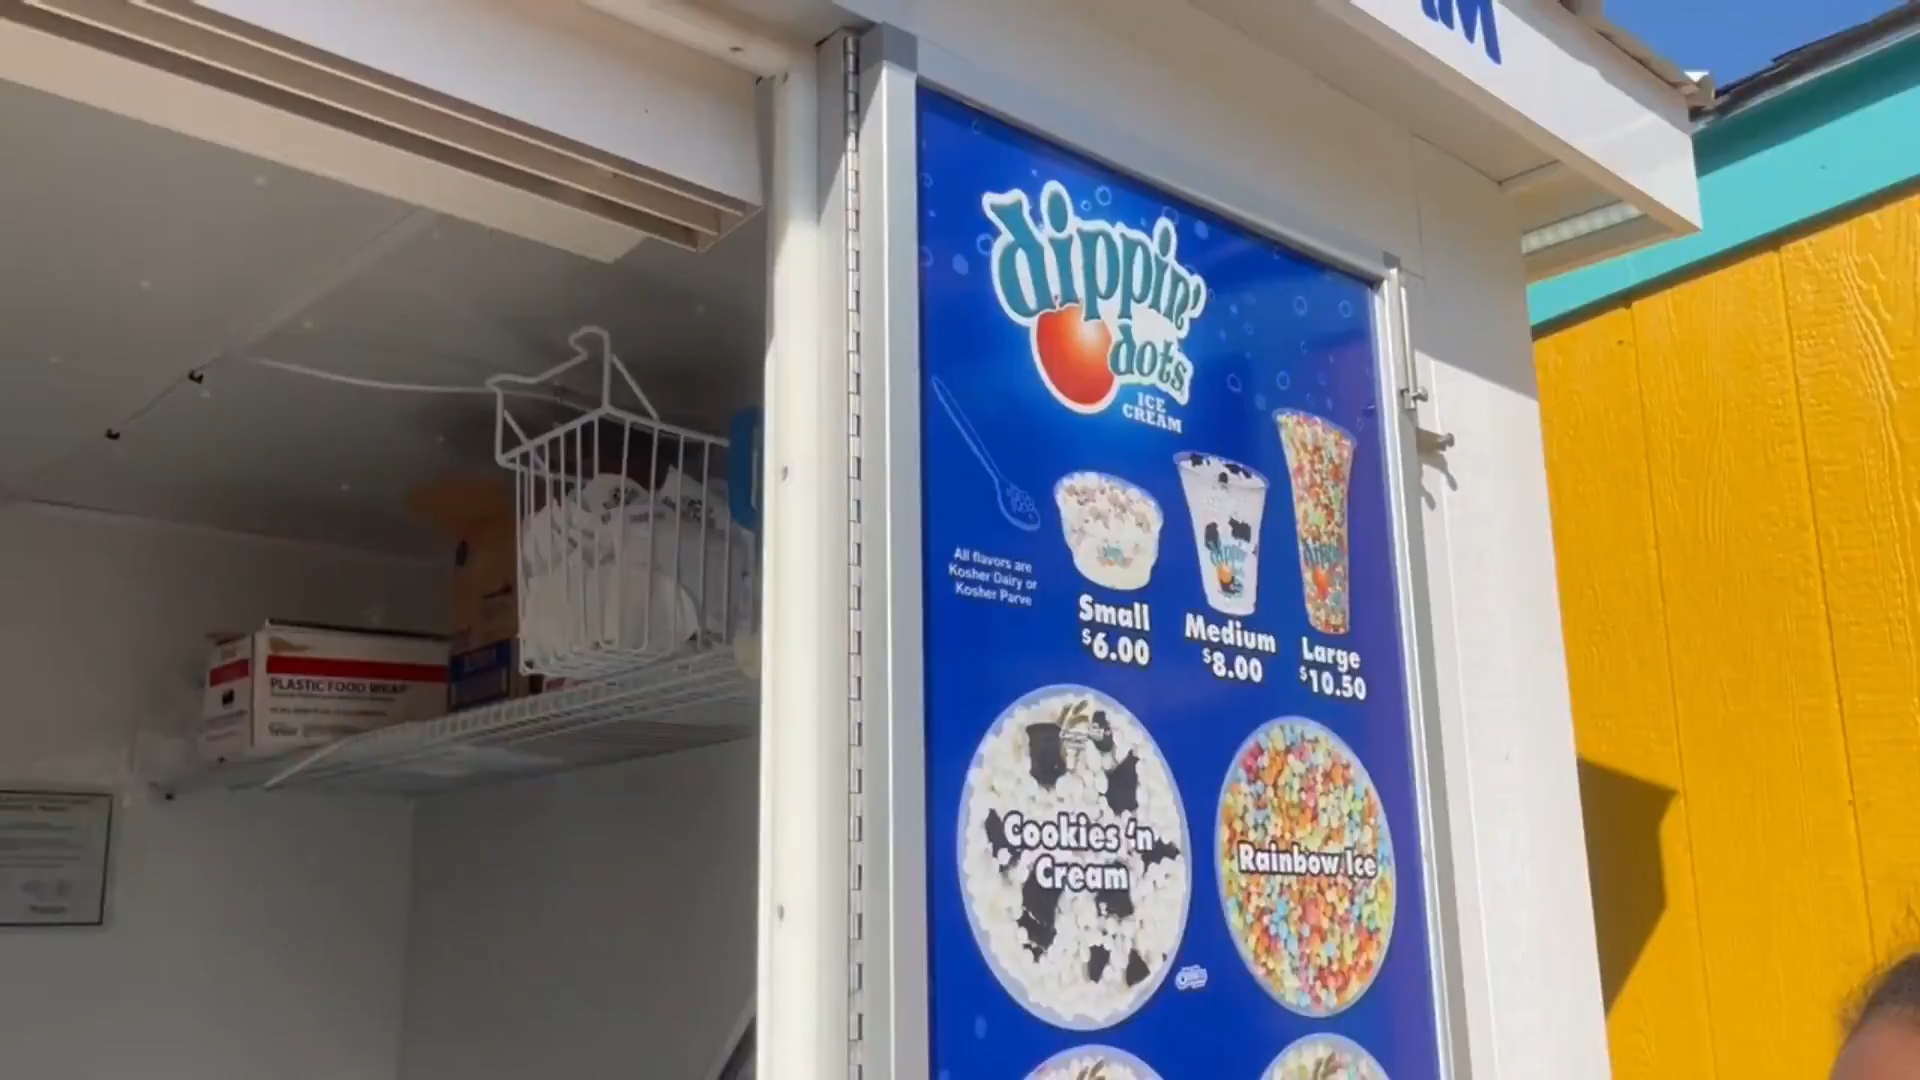 dippin'
dots
ICE
CREAM
All flavors are
Kosher Dairy or
Kosher Parve
Small
$6.00
Medium
$8.00
Large
$10.50
Cookies 'n
Cream
Rainbow Ice
PLASTIC FOOD WRAP